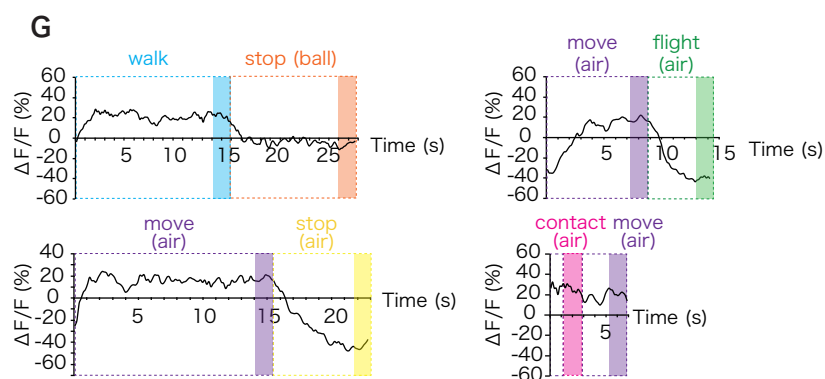 G
walk
stop (ball)
ΔF/F (%)
60
40
20
0
-20
-40
-60
5
10
15
20
25
Time (s)
move
(air)
flight
(air)
ΔF/F (%)
60
40
20
0
-20
-40
-60
5
10
15
Time (s)
move
(air)
stop
(air)
ΔF/F (%)
40
20
0
-20
-40
-60
5
10
15
20
Time (s)
contact
(air)
move
(air)
ΔF/F (%)
60
40
20
0
-20
-40
-60
5
Time (s)